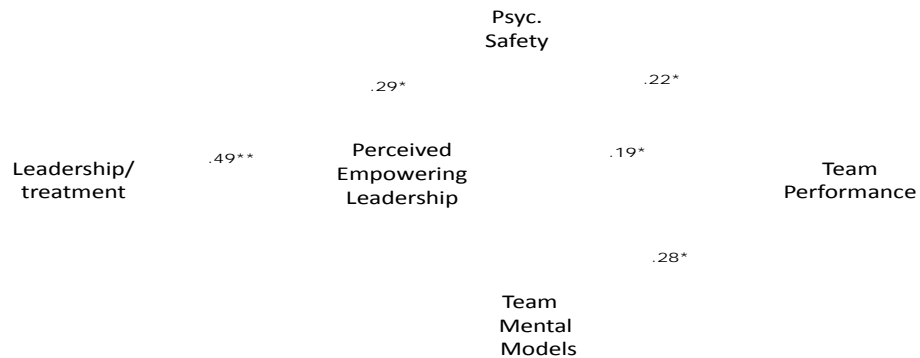 Psyc.
Safety
.29*
.22*
.49**
.19*
Leadership/
treatment
Perceived
Empowering
Leadership
Team
Performance
.28*
Team
Mental
Models